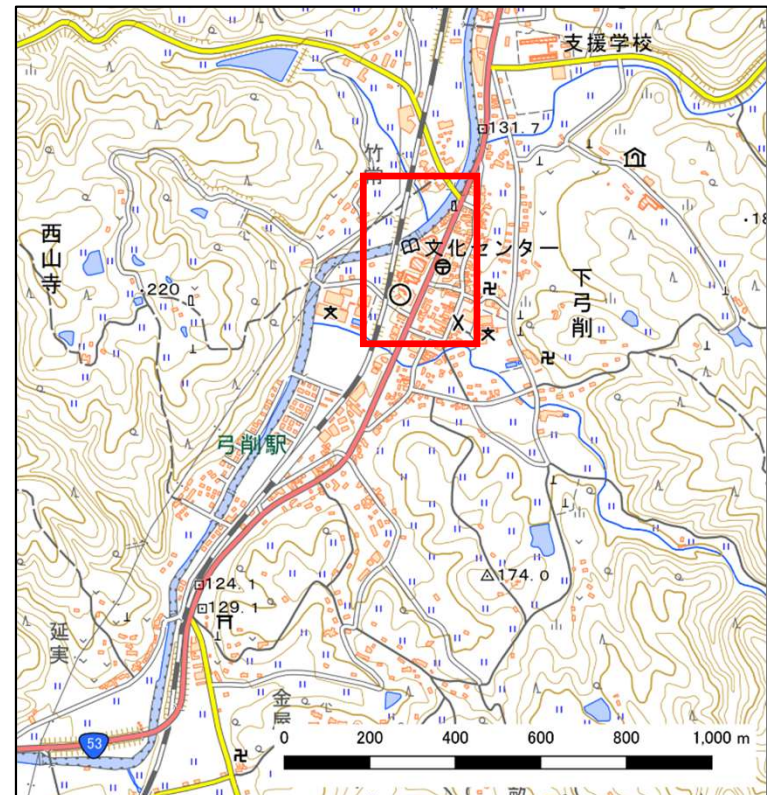 支援学校
131.7
竹常
西山寺
文化センター
・18
・220
下弓削
弓削駅
174.0
124.1
129.1
延実
53
0 200 400 600 800 1,000 m